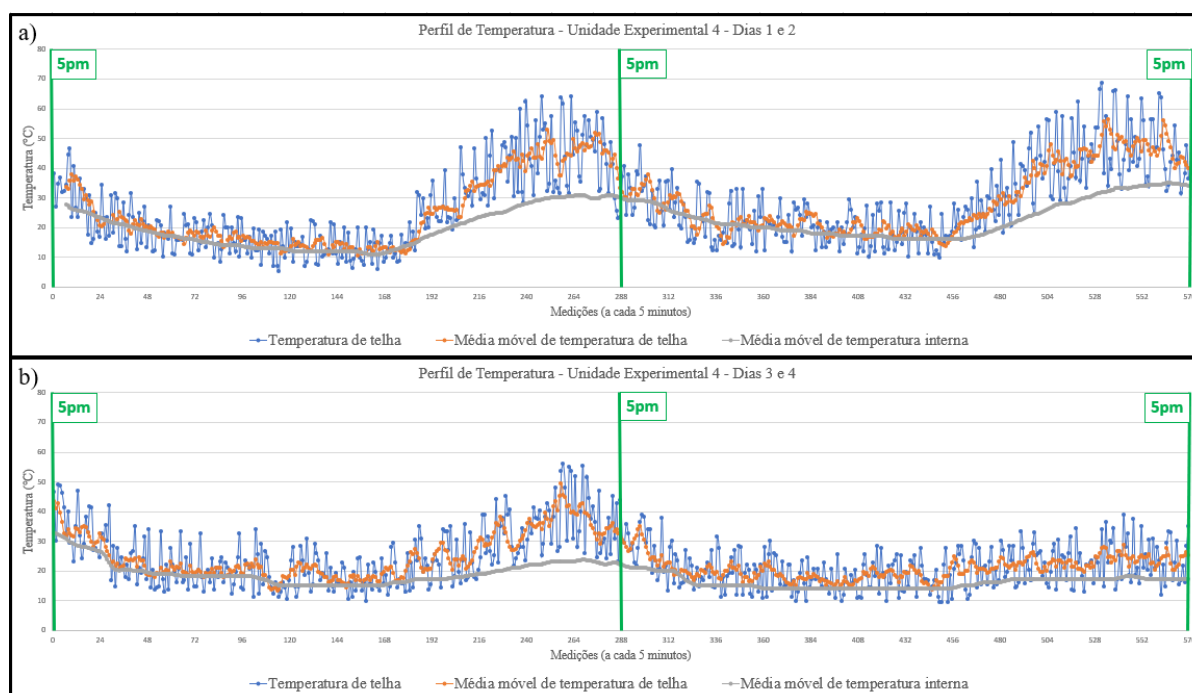 a)
Perfil de Temperatura - Unidade Experimental 4 - Dias 1 e 2
80
5pm
5pm
5pm
70
60
50
40
30
20
10
0
Temperatura (°C)
0 24 48 72 96 120 144 168 192 216 240 264 288 312 336 360 384 408 432 456 480 504 528 552 576
Medições (a cada 5 minutos)
Temperatura de telha Média móvel de temperatura de telha Média móvel de temperatura interna
b)
Perfil de Temperatura - Unidade Experimental 4 - Dias 3 e 4
80
5pm
5pm
5pm
70
60
50
40
30
20
10
0
Temperatura (°C)
0 24 48 72 96 120 144 168 192 216 240 264 288 312 336 360 384 408 432 456 480 504 528 552 57
Medições (a cada 5 minutos)
Temperatura de telha Média móvel de temperatura de telha Média móvel de temperatura interna